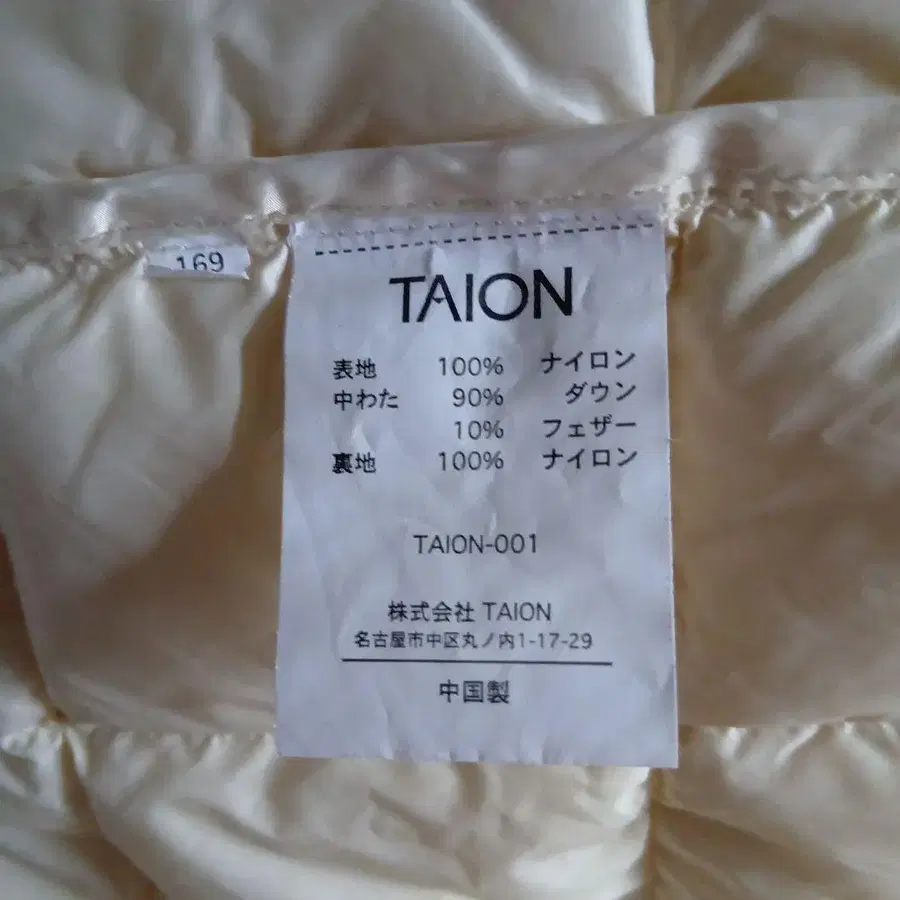 169
TAION
表地 100% ナイロン
中わた 90% ダウン
10% フェザー
裏地 100% ナイロン
TAION-001
株式会社 TAION
名古屋市中区丸ノ内1-17-29
中国製